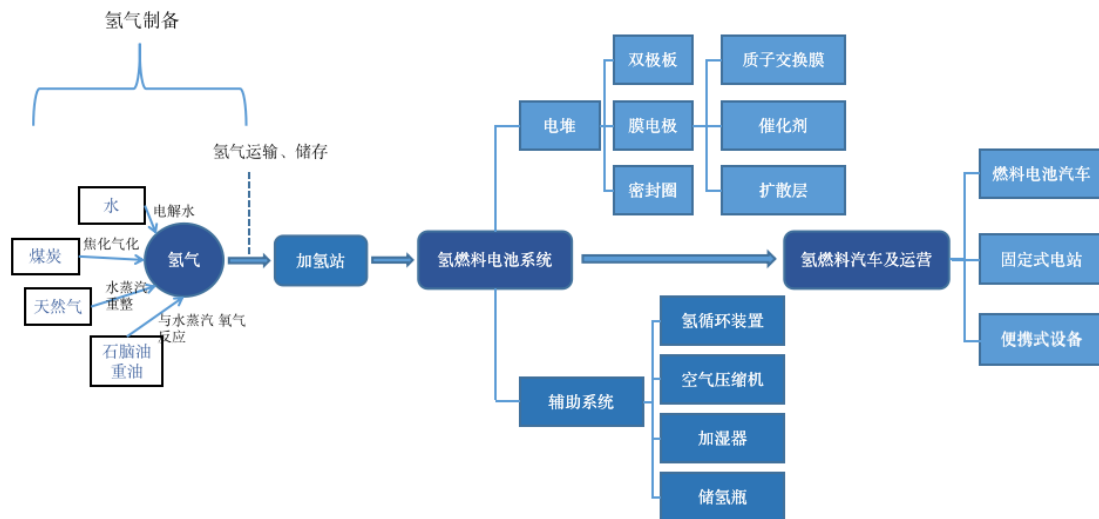 氢气制备
氢气运输、储存
水
电解水
煤炭
焦化气化
天然气
水蒸汽
重整
石脑油
重油
与水蒸汽 氧气
反应
氢气
加氢站
氢燃料电池系统
电堆
双极板
膜电极
密封圈
质子交换膜
催化剂
扩散层
辅助系统
氢循环装置
空气压缩机
加湿器
储氢瓶
氢燃料汽车及运营
燃料电池汽车
固定式电站
便携式设备